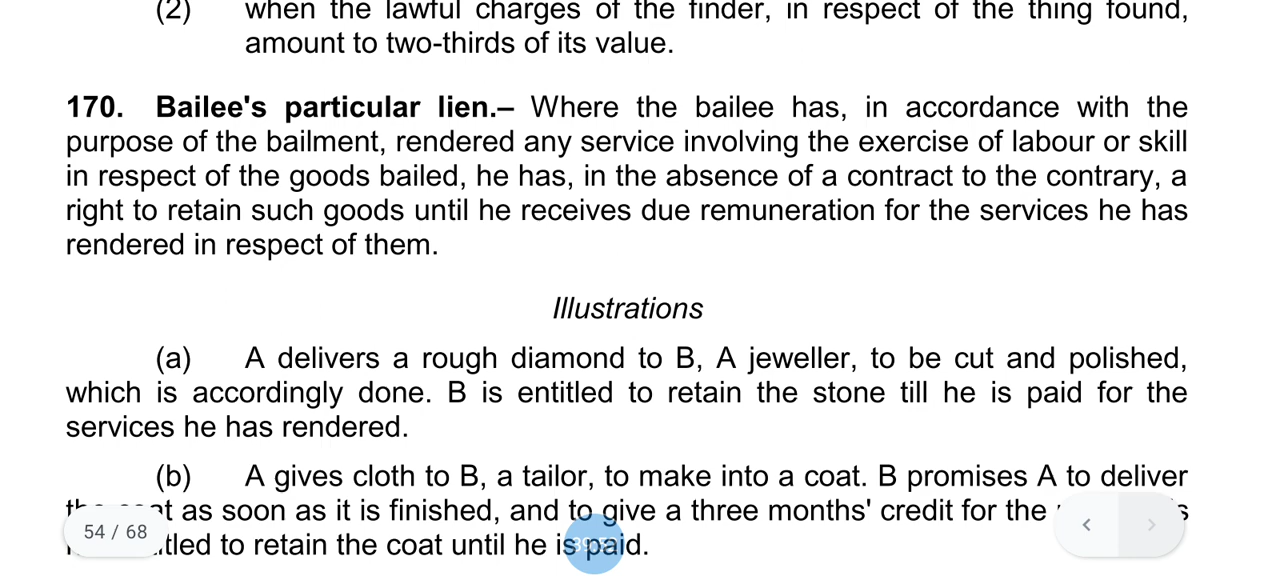 (2) when the lawful charges of the finder, in respect of the thing found,
amount to two-thirds of its value.
170. Bailee's particular lien.– Where the bailee has, in accordance with the
purpose of the bailment, rendered any service involving the exercise of labour or skill
in respect of the goods bailed, he has, in the absence of a contract to the contrary, a
right to retain such goods until he receives due remuneration for the services he has
rendered in respect of them.
Illustrations
(a) A delivers a rough diamond to B, A jeweller, to be cut and polished,
which is accordingly done. B is entitled to retain the stone till he is paid for the
services he has rendered.
(b) A gives cloth to B, a tailor, to make into a coat. B promises A to deliver
as soon as it is finished, and to give a three months' credit for the
to retain the coat until he is paid.
54 / 68